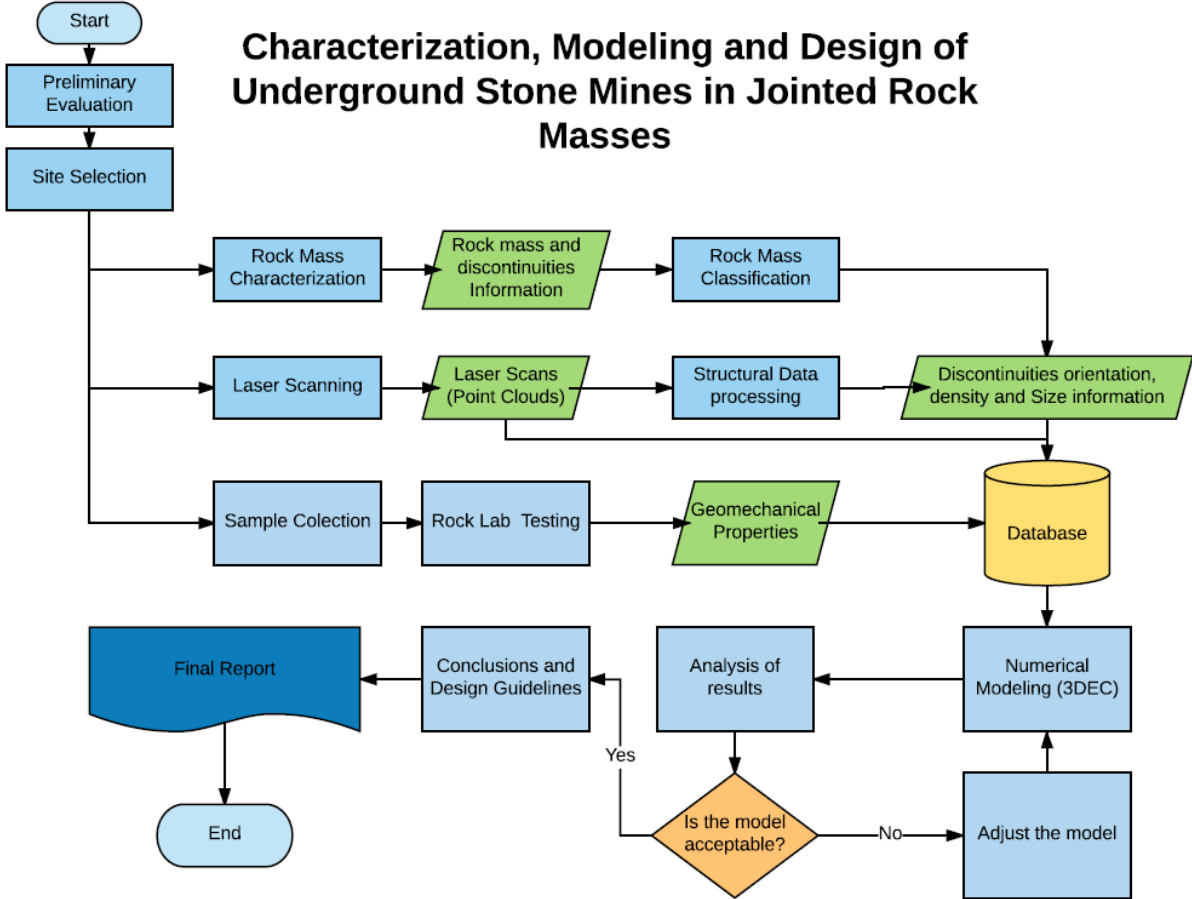 Start
Characterization, Modeling and Design of
Underground Stone Mines in Jointed Rock
Masses
Preliminary
Evaluation
Site Selection
Rock Mass
Characterization
Rock mass and
discontinuities
Information
Rock Mass
Classification
Laser Scanning
Laser Scans
(Point Clouds)
Structural Data
processing
Discontinuities orientation,
density and Size information
Sample Colection
Rock Lab Testing
Geomechanical
Properties
Database
Final Report
Conclusions and
Design Guidelines
Analysis of
results
Numerical
Modeling (3DEC)
Yes
End
Is the model
acceptable?
No
Adjust the model